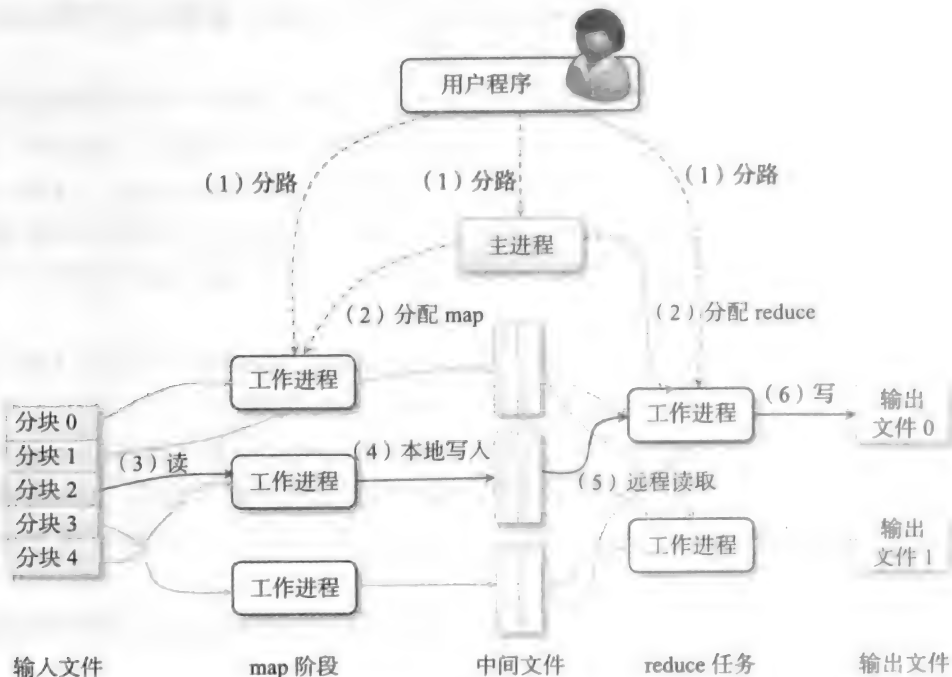 用户程序
（1）分路
（1）分路
（1）分路
主进程
（2）分配 map
（2）分配 reduce
工作进程
工作进程
（6）写
输出
文件 0
分块 0
分块 1
分块 2
分块 3
分块 4
（3）读
工作进程
（4）本地写入
（5）远程读取
工作进程
输出
文件 1
工作进程
输入文件
map 阶段
中间文件
reduce 任务
输出文件